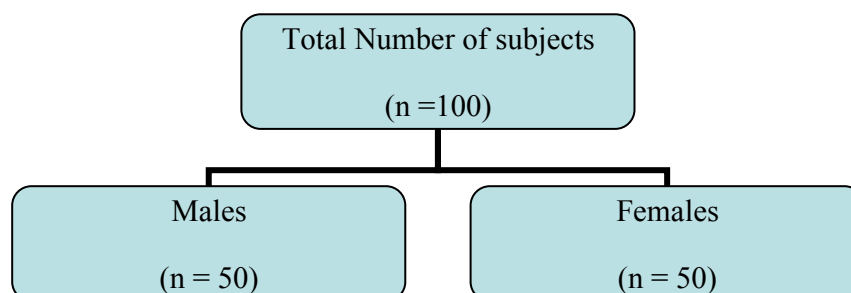 Total Number of subjects
(n =100)
Males
(n = 50)
Females
(n = 50)